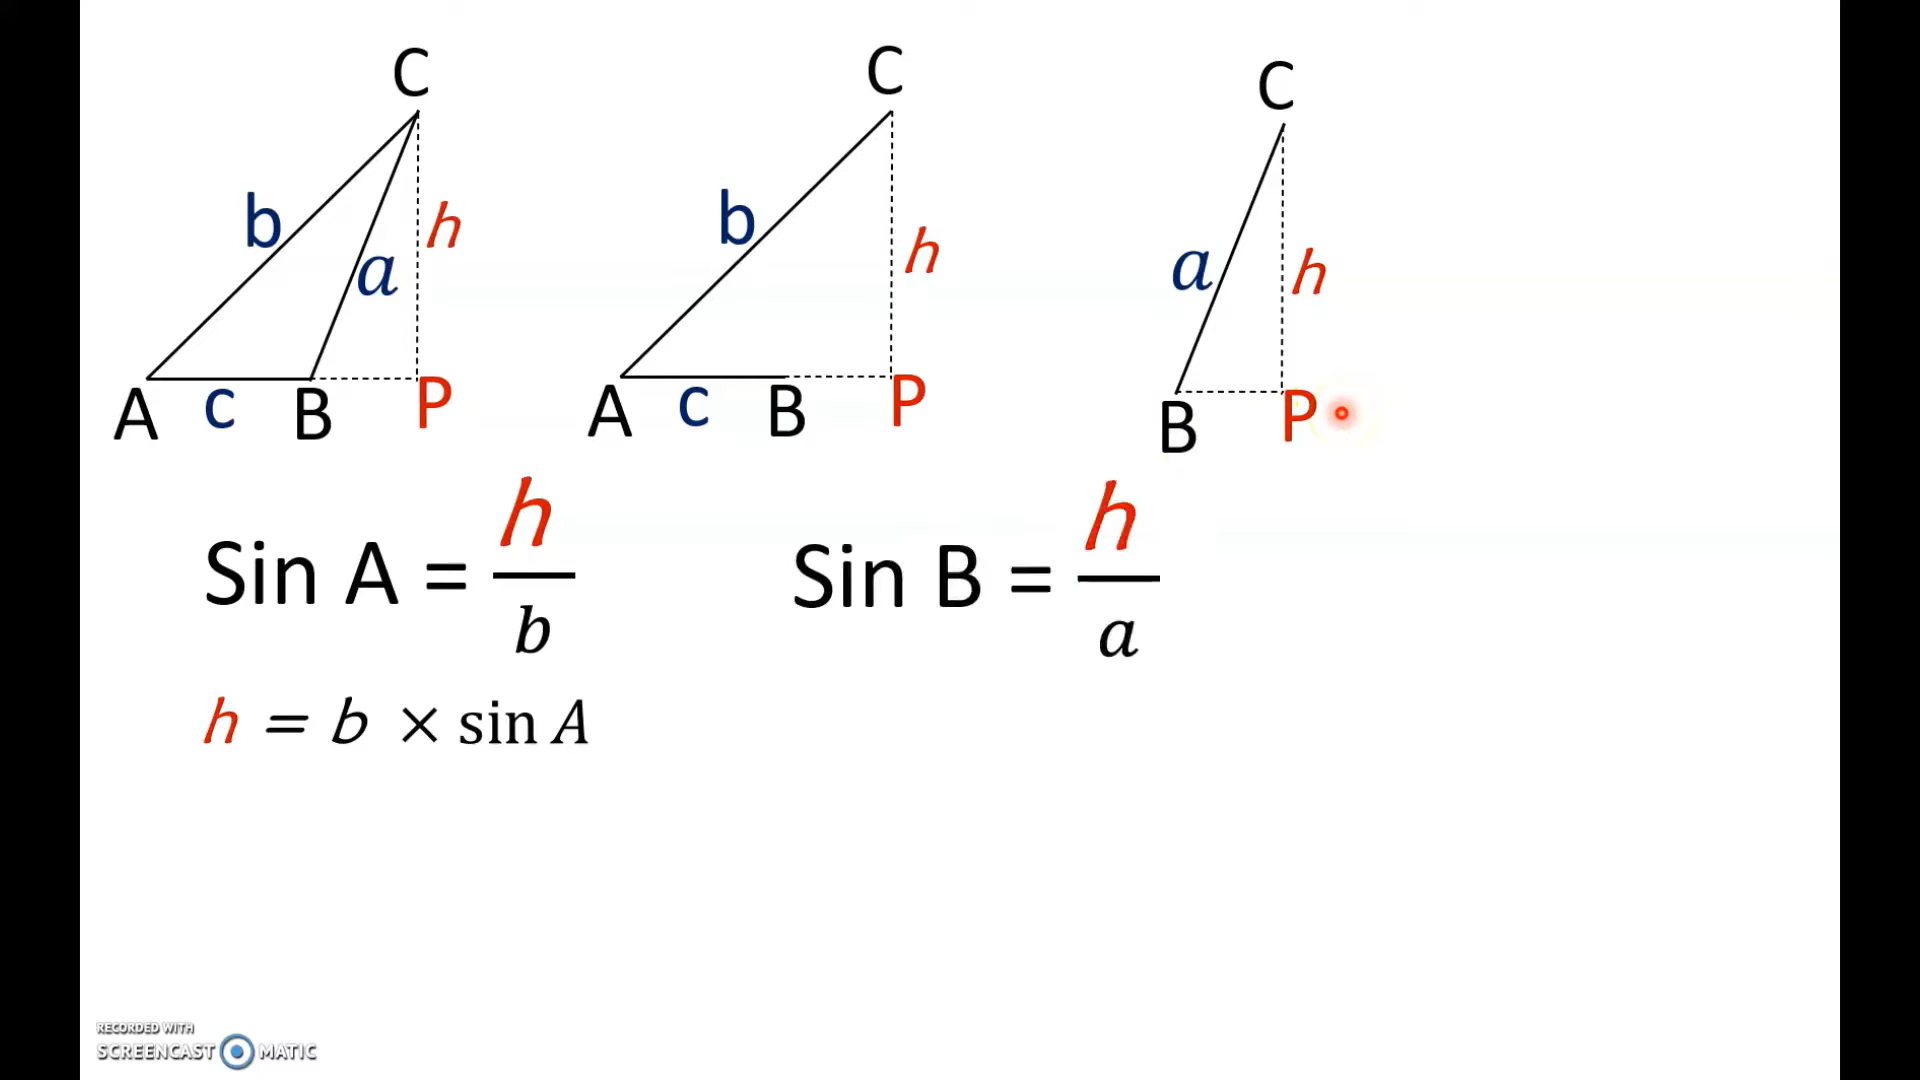 C C C
b h b h a h
a
A c B P A c B P B P
Sin A = h/b Sin B = h/a
h = b × sin A
RECORDED WITH
SCREENCAST MATIC